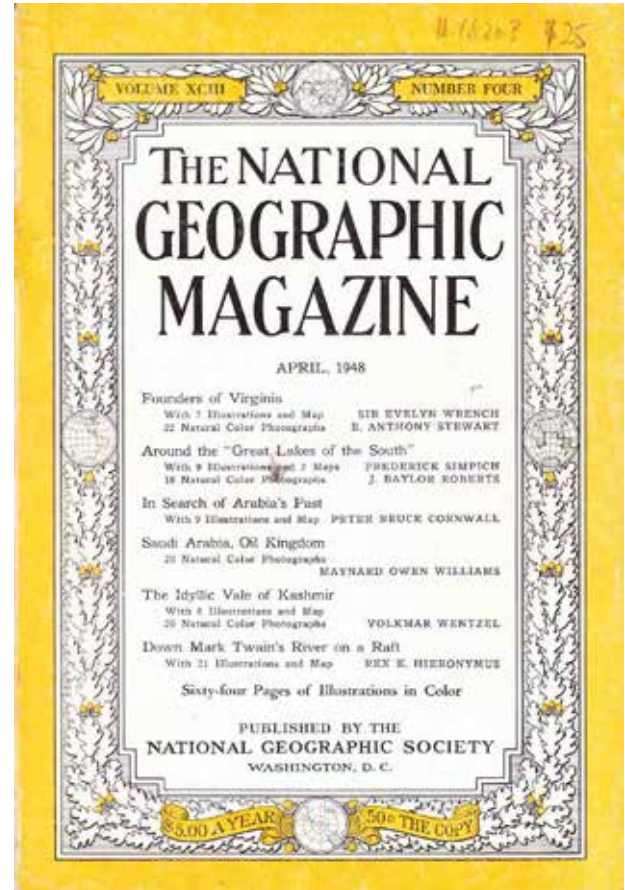 $25
VOLUME XCIII NUMBER FOUR
THE NATIONAL
GEOGRAPHIC
MAGAZINE
APRIL, 1948
Founders of Virginia
With 7 Illustrations and Map SIR EVELYN WRENCH
22 Natural Color Photographs B. ANTHONY STEWART
Around the "Great Lakes of the South"
With 9 Illustrations and 2 Maps FREDERICK SIMPICH
18 Natural Color Photographs J. BAYLOR ROBERTS
In Search of Arabia's Past
With 9 Illustrations and Map PETER BRUCE CORNWALL
Saudi Arabia, Oil Kingdom
Natural Color Photographs
MAYNARD OWEN WILLIAMS
The Idyllic Vale of Kashmir
With 6 Illustrations and Map
20 Natural Color Photographs VOLKMAR WENTZEL
Down Mark Twain's River on a Raft
With 21 Illustrations and Map REX E. HIERONYMUS
Sixty-four Pages of Illustrations in Color
PUBLISHED BY THE
NATIONAL GEOGRAPHIC SOCIETY
WASHINGTON, D. C.
$5.00 A YEAR 50¢ THE COPY